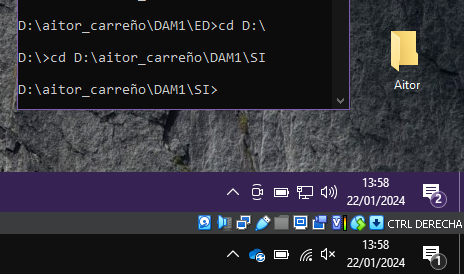 D:\aitor_carreño\DAM1\ED>cd D:\
D:\>cd D:\aitor_carreño\DAM1\SI
D:\aitor_carreño\DAM1\SI>
Aitor
13:58
22/01/2024
2
CTRL DERECHA
13:58
22/01/2024
1